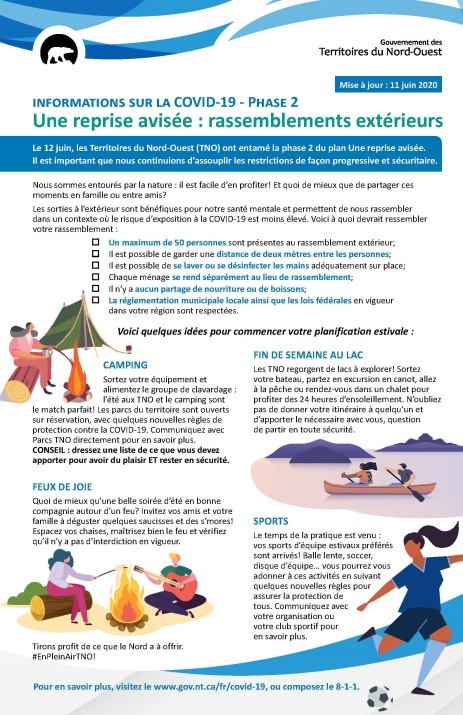 Gouvernement des
Territoires du Nord-Ouest
Mise à jour : 11 juin 2020
INFORMATIONS SUR LA COVID-19 - PHASE 2
Une reprise avisée : rassemblements extérieurs
Le 12 juin, les Territoires du Nord-Ouest (TNO) ont entamé la phase 2 du plan Une reprise avisée.
Il est important que nous continuions d'assouplir les restrictions de façon progressive et sécuritaire.
Nous sommes entourés par la nature : il est facile d'en profiter! Et quoi de mieux que de partager ces
moments en famille ou entre amis?
Les sorties à l'extérieur sont bénéfiques pour notre santé mentale et permettent de nous rassembler
dans un contexte où le risque d'exposition à la COVID-19 est moins élevé. Voici à quoi devrait ressembler
votre rassemblement :
Un maximum de 50 personnes sont présentes au rassemblement extérieur;
Il est possible de garder une distance de deux mètres entre les personnes;
Il est possible de se laver ou se désinfecter les mains adéquatement sur place;
Chaque ménage se rend séparément au lieu de rassemblement;
Il n'y a aucun partage de nourriture ou de boissons;
La réglementation municipale locale ainsi que les lois fédérales en vigueur
dans votre région sont respectées.
Voici quelques idées pour commencer votre planification estivale :
CAMPING
Sortez votre équipement et
alimentez le groupe de clavardage :
l'été aux TNO et le camping sont
le match parfait! Les parcs du territoire sont ouverts
sur réservation, avec quelques nouvelles règles de
protection contre la COVID-19. Communiquez avec
Parcs TNO directement pour en savoir plus.
CONSEIL : dressez une liste de ce que vous devez
apporter pour avoir du plaisir ET rester en sécurité.
FEUX DE JOIE
Quoi de mieux qu'une belle soirée d'été en bonne
compagnie autour d'un feu? Invitez vos amis et votre
famille à déguster quelques saucisses et des s'mores!
Espacez vos chaises, maîtrisez bien le feu et vérifiez
qu'il n'y a pas d'interdiction en vigueur.
Tirons profit de ce que le Nord a à offrir.
#EnPleinAirTNO!
FIN DE SEMAINE AU LAC
Les TNO regorgent de lacs à explorer! Sortez
votre bateau, partez en excursion en canot, allez
à la pêche ou rendez-vous dans un chalet pour
profiter des 24 heures d'ensoleillement. N'oubliez
pas de donner votre itinéraire à quelqu'un et
d'apporter le nécessaire avec vous, question
de partir en toute sécurité.
SPORTS
Le temps de la pratique est venu :
vos sports d'équipe estivaux préférés
sont arrivés! Balle lente, soccer,
disque d'équipe... vous pourrez vous
adonner à ces activités en suivant
quelques nouvelles règles pour
assurer la protection de
tous. Communiquez avec
votre organisation ou
votre club sportif pour
en savoir plus.
Pour en savoir plus, visitez le www.gov.nt.ca/fr/covid-19, ou composez le 8-1-1.